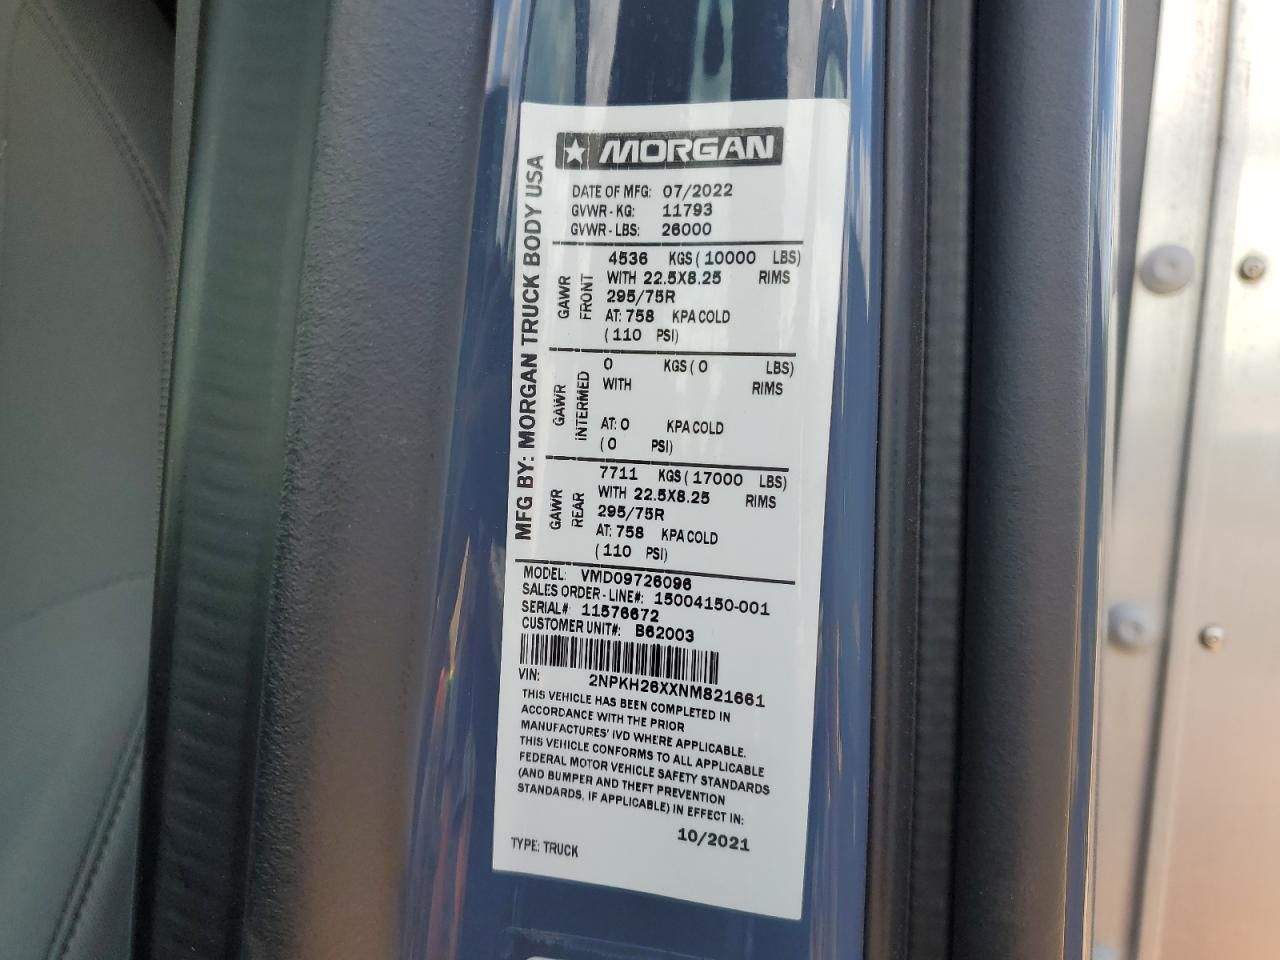 ★ MORGAN
MFG BY: MORGAN TRUCK BODY USA
DATE OF MFG: 07/2022
GVWR - KG: 11793
GVWR - LBS: 26000
GAWR FRONT
4536 KGS ( 10000 LBS)
WITH 22.5X8.25 RIMS
295/75R
AT: 758 KPA COLD
( 110 PSI)
GAWR INTERMED
0 KGS ( 0 LBS)
WITH RIMS
AT: 0 KPA COLD
( 0 PSI)
GAWR REAR
7711 KGS ( 17000 LBS)
WITH 22.5X8.25 RIMS
295/75R
AT: 758 KPA COLD
( 110 PSI)
MODEL: VMD09726096
SALES ORDER - LINE#: 15004150-001
SERIAL# 11576672
CUSTOMER UNIT#: B62003
VIN: 2NPKH26XXNM821661
THIS VEHICLE HAS BEEN COMPLETED IN
ACCORDANCE WITH THE PRIOR
MANUFACTURES' IVD WHERE APPLICABLE.
THIS VEHICLE CONFORMS TO ALL APPLICABLE
FEDERAL MOTOR VEHICLE SAFETY STANDARDS
(AND BUMPER AND THEFT PREVENTION
STANDARDS, IF APPLICABLE) IN EFFECT IN:
10/2021
TYPE: TRUCK